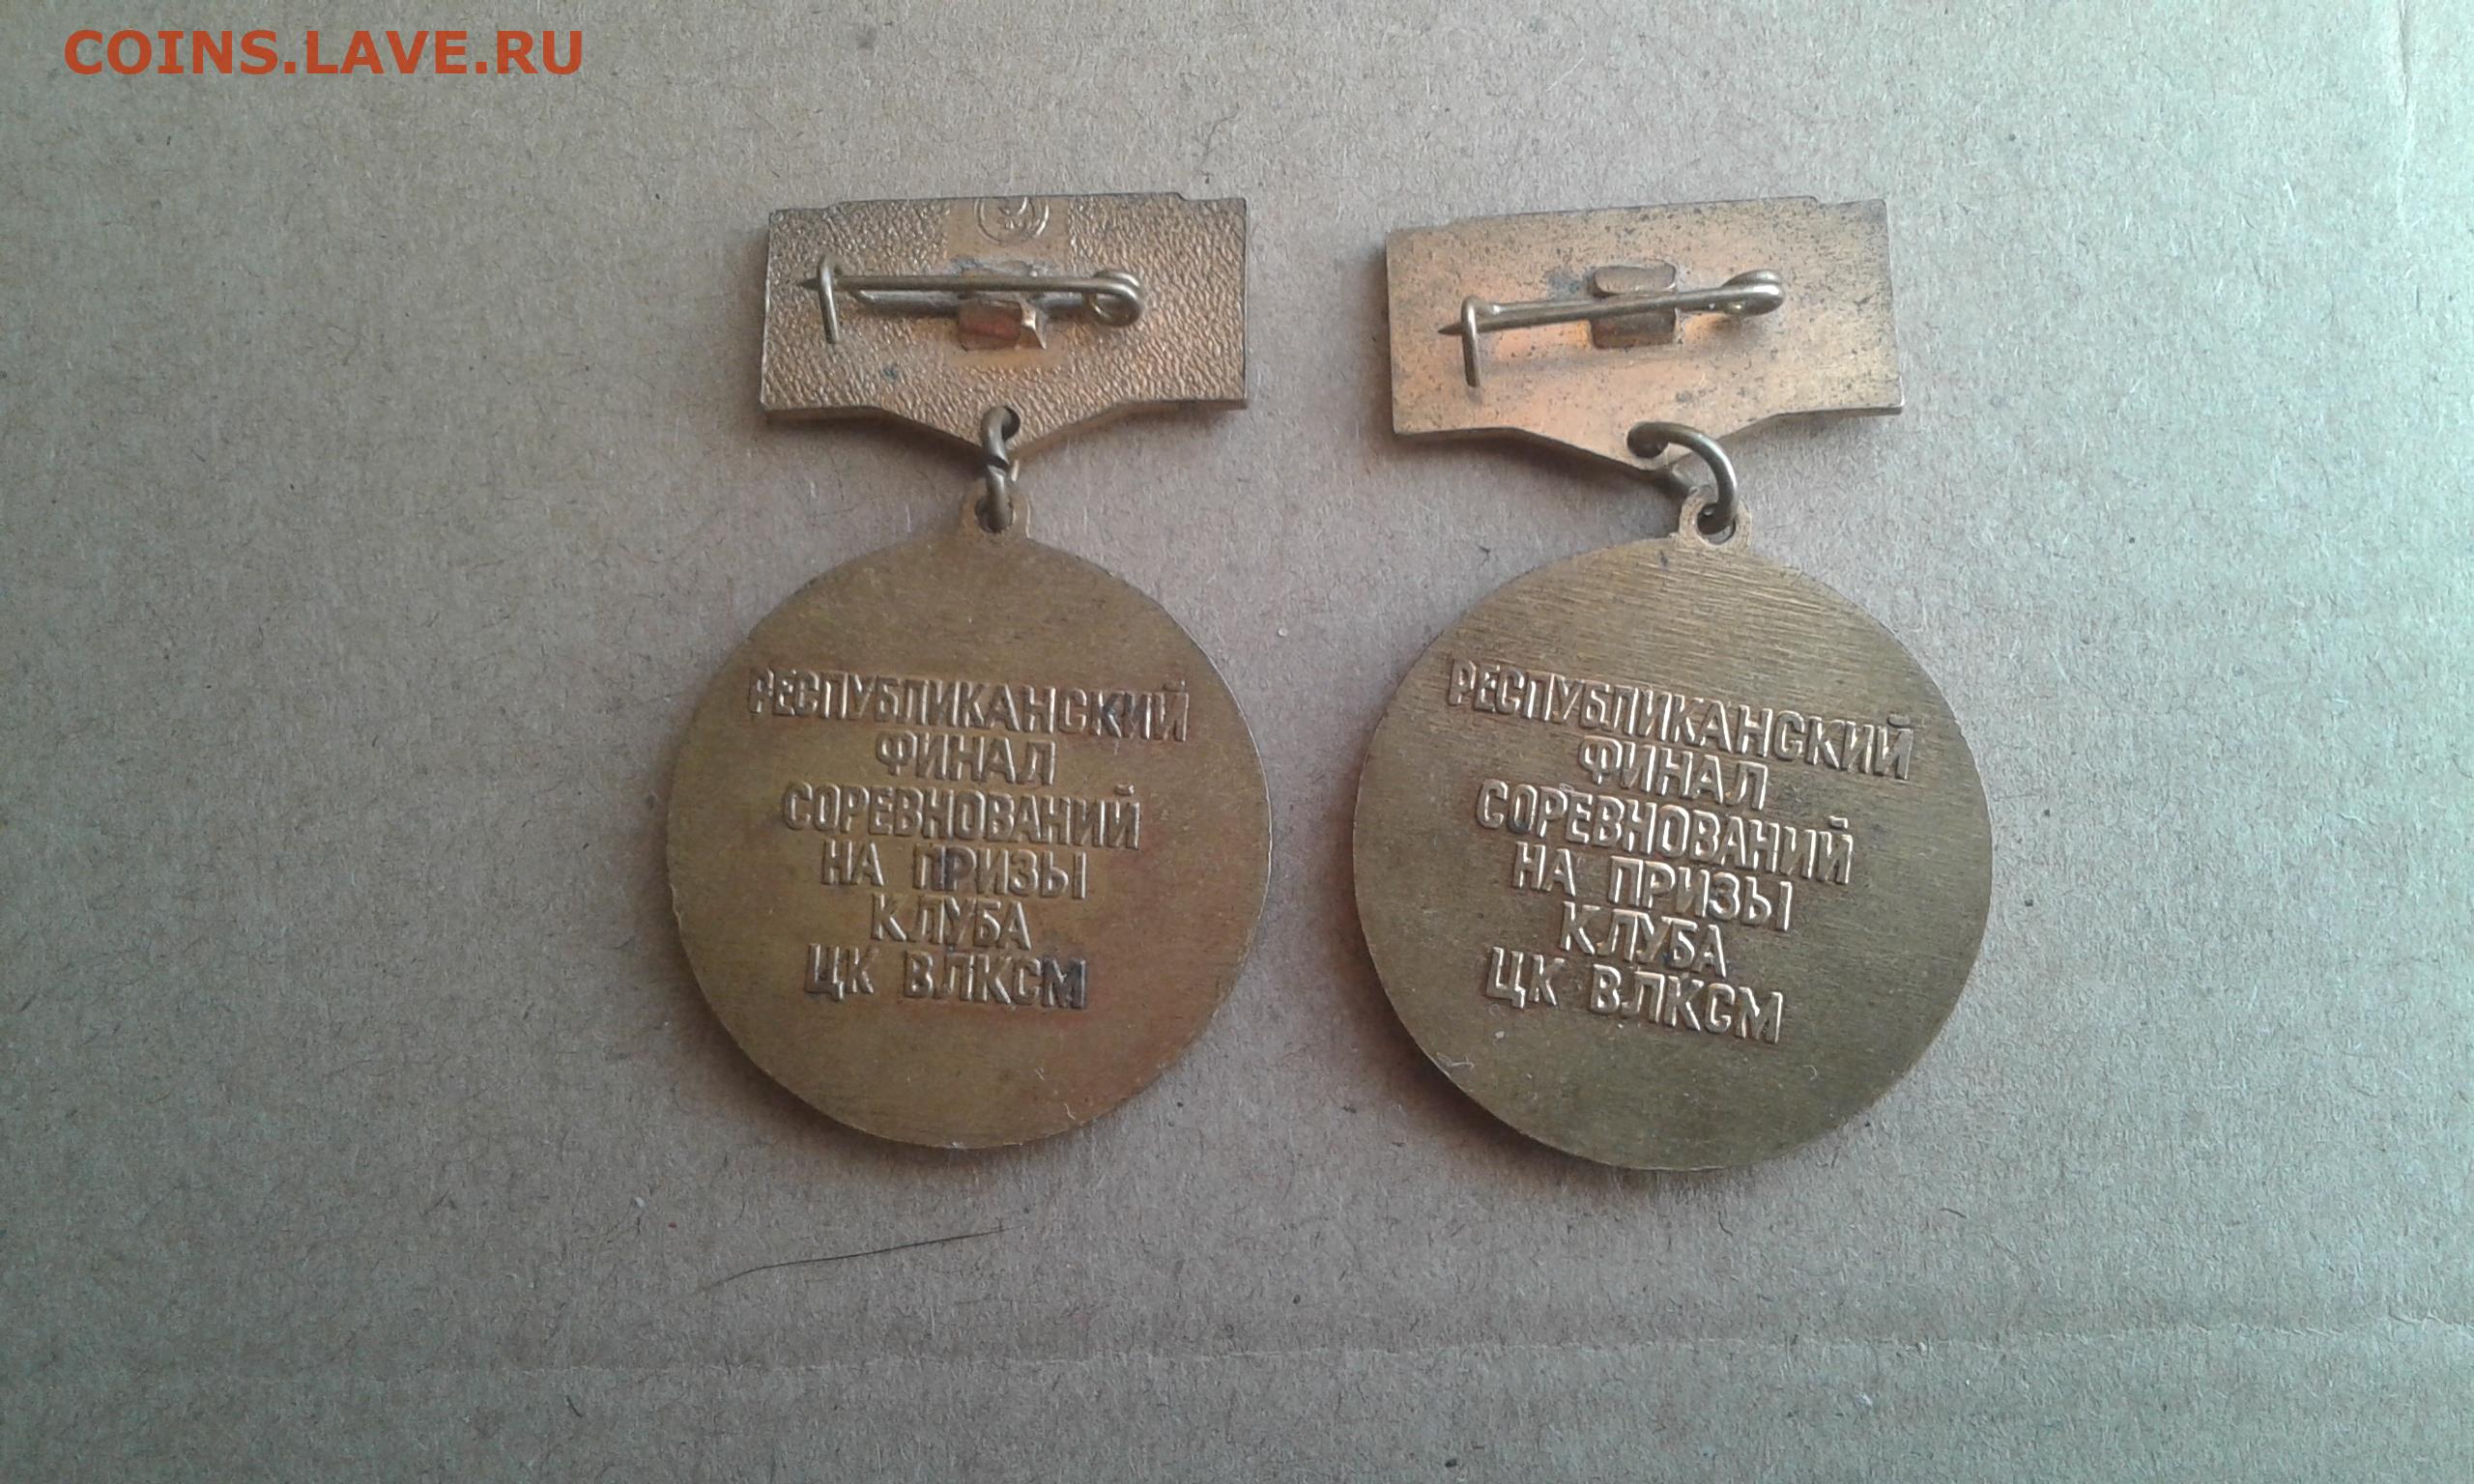 COINS.LAVE.RU
РЕСПУБЛИКАНСКИЙ
ФИНАЛ
СОРЕВНОВАНИЙ
НА ПРИЗЫ
КЛУБА
ЦК ВЛКСМ
РЕСПУБЛИКАНСКИЙ
ФИНАЛ
СОРЕВНОВАНИЙ
НА ПРИЗЫ
КЛУБА
ЦК ВЛКСМ